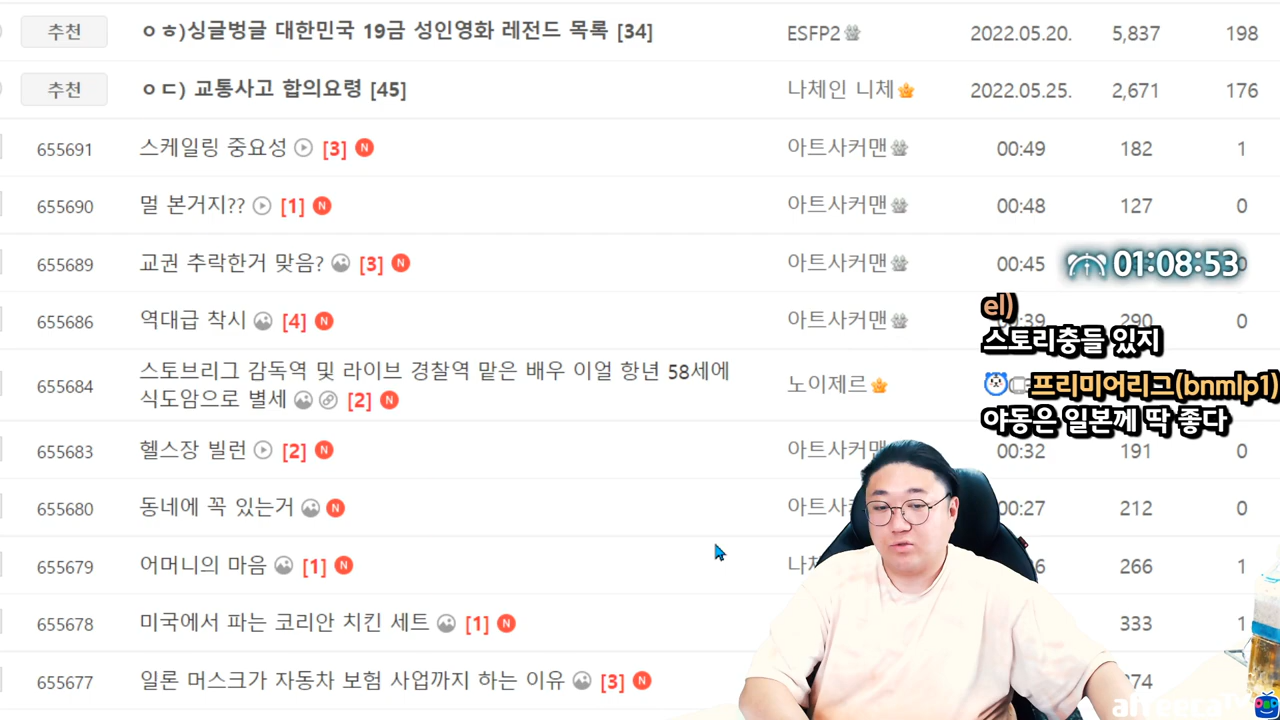 추천 ㅇㅎ)싱글벙글 대한민국 19금 성인영화 레전드 목록 [34] ESFP2 2022.05.20. 5,837 198
추천 ㅇㄷ) 교통사고 합의요령 [45] 나체인 니체 2022.05.25. 2,671 176
655691 스케일링 중요성 [3] N 아트사커맨 00:49 182 1
655690 멀 본거지?? [1] N 아트사커맨 00:48 127 0
655689 교권 추락한거 맞음? [3] N 아트사커맨 00:45
01:08:53
655686 역대급 착시 [4] N 아트사커맨 00:39 290 0
el)
스토리충들 있지
655684 스토브리그 감독역 및 라이브 경찰역 맡은 배우 이얼 항년 58세에
식도암으로 별세 [2] N 노이제르
프리미어리그(bnmlp1)
야동은 일본께 딱 좋다
655683 헬스장 빌런 [2] N 아트사커맨 00:32 191 0
655680 동네에 꼭 있는거 N 아트사 00:27 212 0
655679 어머니의 마음 [1] N 266 1
655678 미국에서 파는 코리안 치킨 세트 [1] N 333 1
655677 일론 머스크가 자동차 보험 사업까지 하는 이유 [3] N